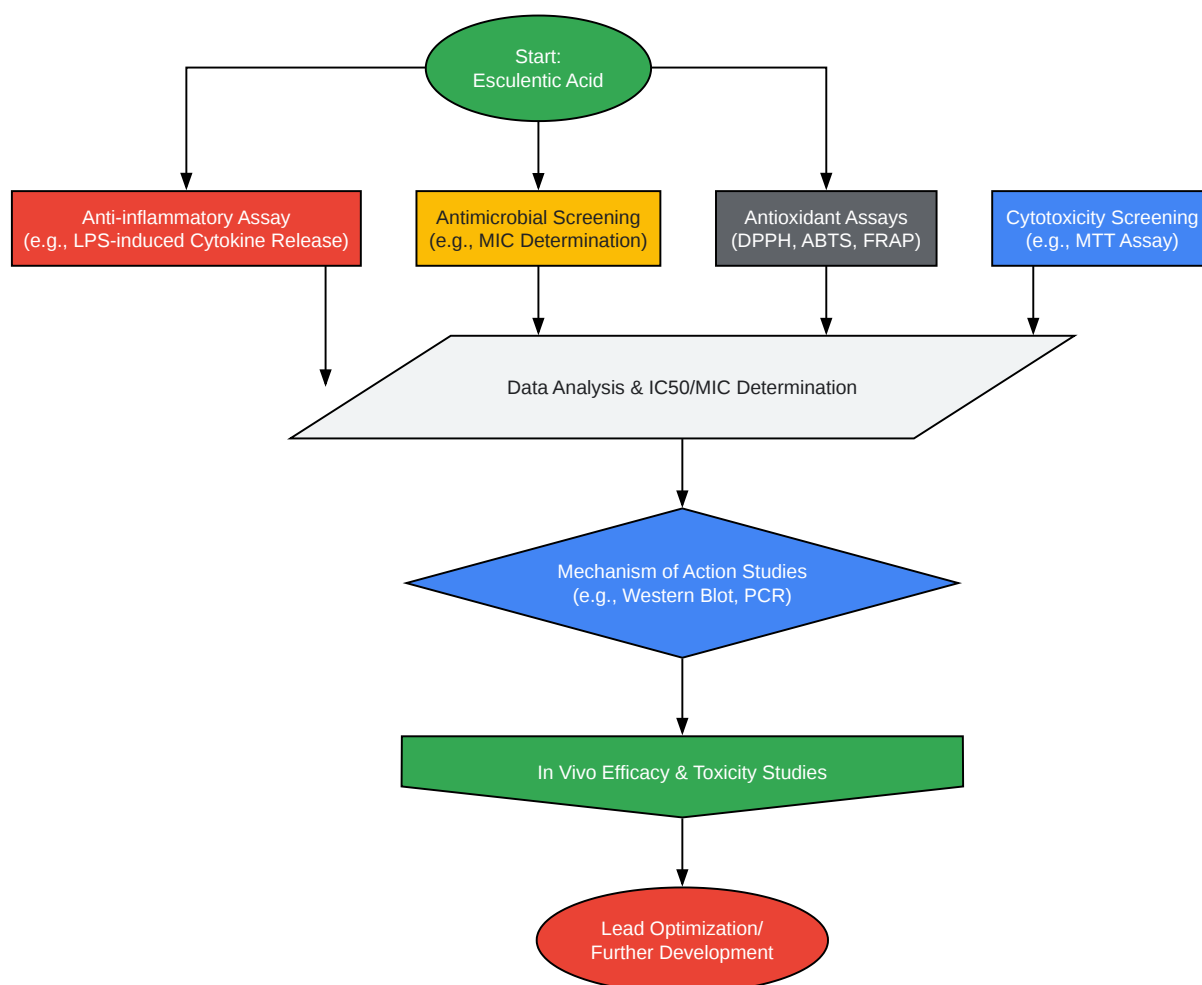 Start:
Esculentic Acid
Anti-inflammatory Assay
(e.g., LPS-induced Cytokine Release)
Antimicrobial Screening
(e.g., MIC Determination)
Antioxidant Assays
(DPPH, ABTS, FRAP)
Cytotoxicity Screening
(e.g., MTT Assay)
Data Analysis & IC50/MIC Determination
Mechanism of Action Studies
(e.g., Western Blot, PCR)
In Vivo Efficacy & Toxicity Studies
Lead Optimization/
Further Development